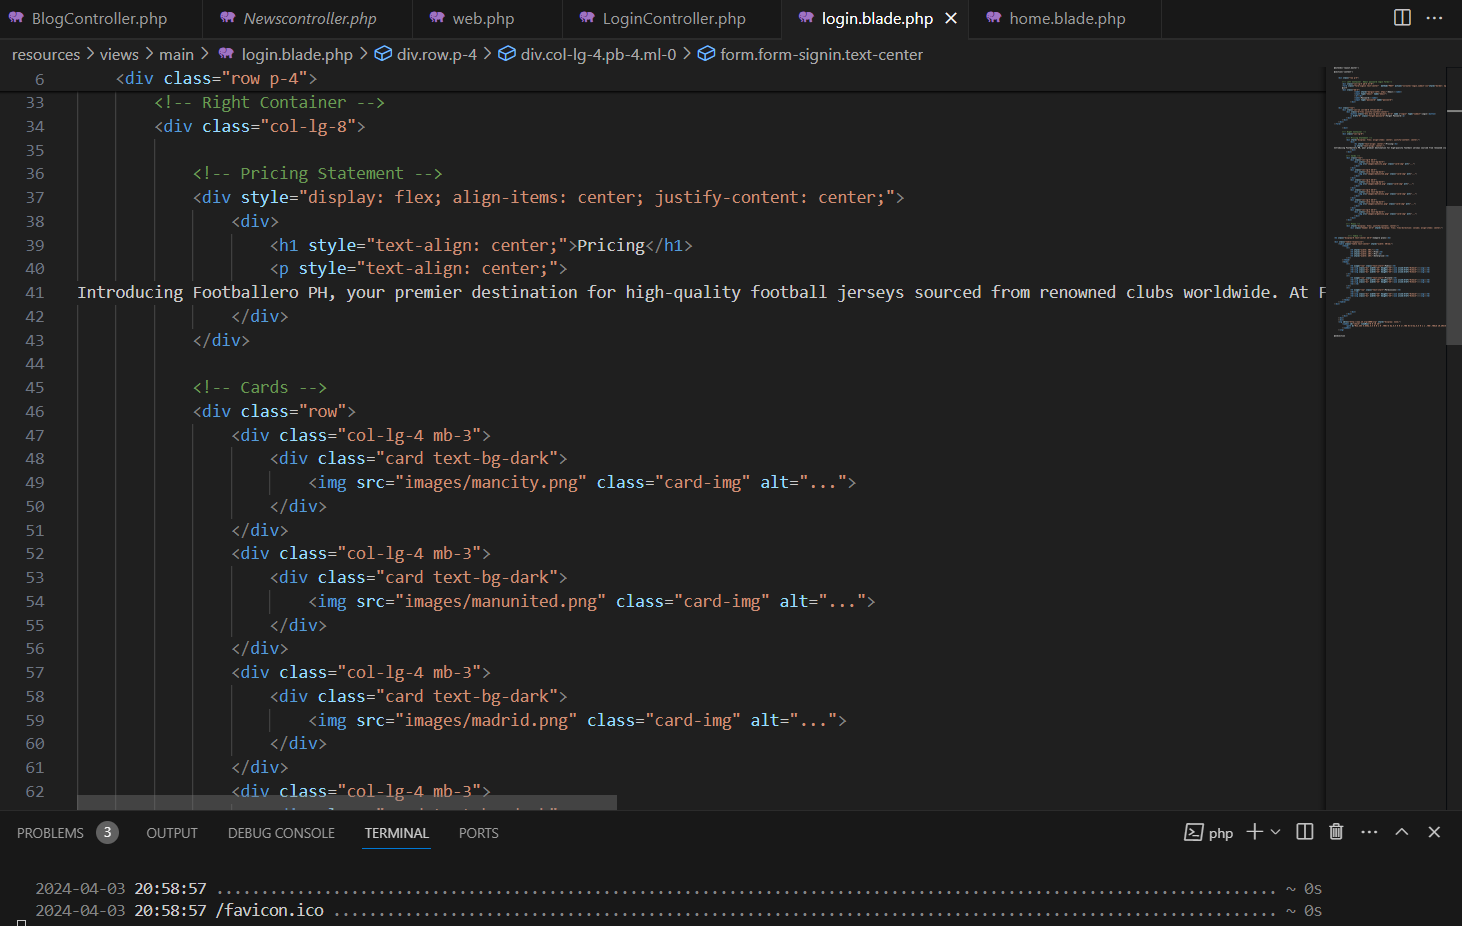 BlogController.php Newscontroller.php web.php LoginController.php login.blade.php home.blade.php
resources > views > main > login.blade.php > div.row.p-4 > div.col-lg-4.pb-4.ml-0 > form.form-signin.text-center
6 <div class="row p-4">
33 <!-- Right Container -->
34 <div class="col-lg-8">
35
36 <!-- Pricing Statement -->
37 <div style="display: flex; align-items: center; justify-content: center;">
38 <div>
39 <h1 style="text-align: center;">Pricing</h1>
40 <p style="text-align: center;">
41 Introducing Footballero PH, your premier destination for high-quality football jerseys sourced from renowned clubs worldwide. At F
42 </div>
43 </div>
44
45 <!-- Cards -->
46 <div class="row">
47 <div class="col-lg-4 mb-3">
48 <div class="card text-bg-dark">
49 <img src="images/mancity.png" class="card-img" alt="...">
50 </div>
51 </div>
52 <div class="col-lg-4 mb-3">
53 <div class="card text-bg-dark">
54 <img src="images/manunited.png" class="card-img" alt="...">
55 </div>
56 </div>
57 <div class="col-lg-4 mb-3">
58 <div class="card text-bg-dark">
59 <img src="images/madrid.png" class="card-img" alt="...">
60 </div>
61 </div>
62 <div class="col-lg-4 mb-3">
PROBLEMS 3 OUTPUT DEBUG CONSOLE TERMINAL PORTS php
2024-04-03 20:58:57 .............................................................................................................. ~ 0s
2024-04-03 20:58:57 /favicon.ico .................................................................................................. ~ 0s